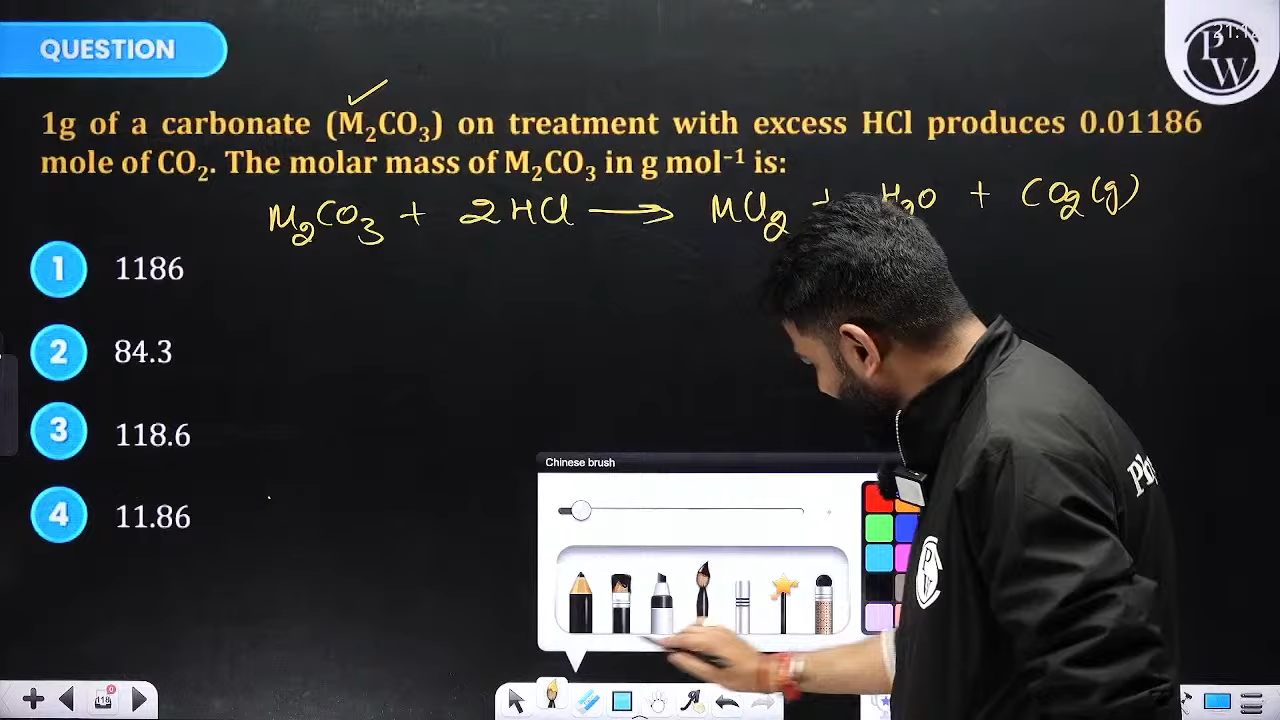 QUESTION
1g of a carbonate (M₂CO₃) on treatment with excess HCl produces 0.01186
mole of CO₂. The molar mass of M₂CO₃ in g mol⁻¹ is:
M₂CO₃ + 2HCl ⟶ MCl₂ + H₂O + CO₂(g)
1 1186
2 84.3
3 118.6
4 11.86
Chinese brush
PW
118